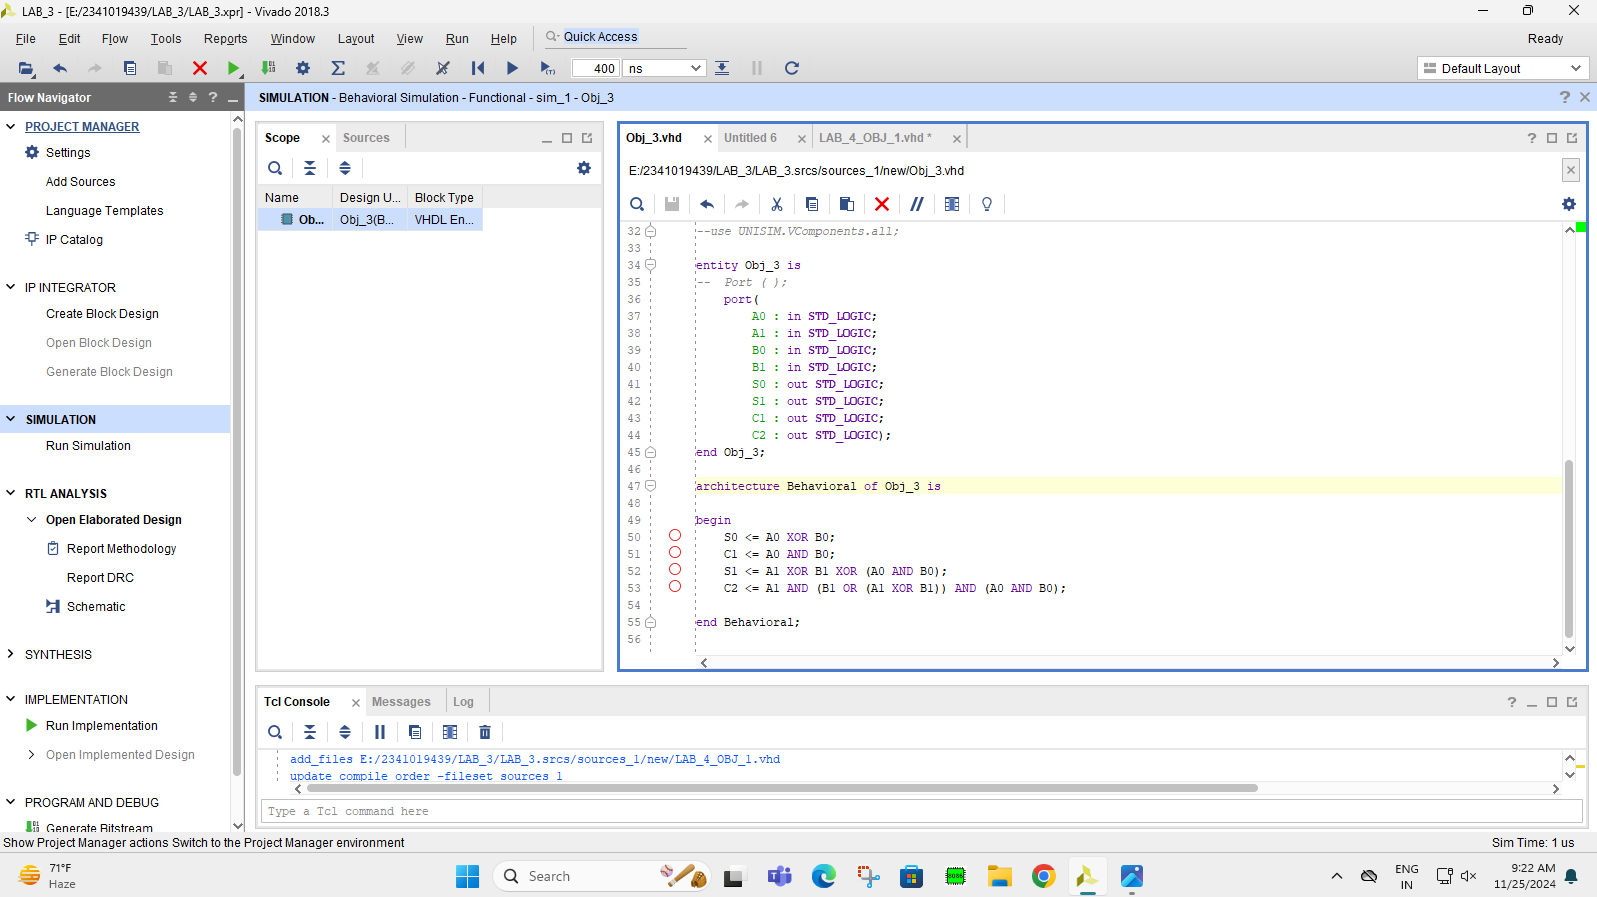 LAB_3 - [E:/2341019439/LAB_3/LAB_3.xpr] - Vivado 2018.3
File Edit Flow Tools Reports Window Layout View Run Help Quick Access Ready
400 ns Default Layout
Flow Navigator
SIMULATION - Behavioral Simulation - Functional - sim_1 - Obj_3
PROJECT MANAGER
Settings
Add Sources
Language Templates
IP Catalog
IP INTEGRATOR
Create Block Design
Open Block Design
Generate Block Design
SIMULATION
Run Simulation
RTL ANALYSIS
Open Elaborated Design
Report Methodology
Report DRC
Schematic
SYNTHESIS
IMPLEMENTATION
Run Implementation
Open Implemented Design
PROGRAM AND DEBUG
Generate Bitstream
Scope Sources
Name Design U... Block Type
Ob... Obj_3(B... VHDL En...
Obj_3.vhd Untitled 6 LAB_4_OBJ_1.vhd *
E:/2341019439/LAB_3/LAB_3.srcs/sources_1/new/Obj_3.vhd
32 --use UNISIM.VComponents.all;
33
34 entity Obj_3 is
35 -- Port ( );
36 port(
37 A0 : in STD_LOGIC;
38 A1 : in STD_LOGIC;
39 B0 : in STD_LOGIC;
40 B1 : in STD_LOGIC;
41 S0 : out STD_LOGIC;
42 S1 : out STD_LOGIC;
43 C1 : out STD_LOGIC;
44 C2 : out STD_LOGIC);
45 end Obj_3;
46
47 architecture Behavioral of Obj_3 is
48
49 begin
50 S0 <= A0 XOR B0;
51 C1 <= A0 AND B0;
52 S1 <= A1 XOR B1 XOR (A0 AND B0);
53 C2 <= A1 AND (B1 OR (A1 XOR B1)) AND (A0 AND B0);
54
55 end Behavioral;
56
Tcl Console Messages Log
add_files E:/2341019439/LAB_3/LAB_3.srcs/sources_1/new/LAB_4_OBJ_1.vhd
update_compile_order -fileset sources_1
Type a Tcl command here
Show Project Manager actions Switch to the Project Manager environment Sim Time: 1 us
71°F
Haze
Search
ENG
IN
9:22 AM
11/25/2024